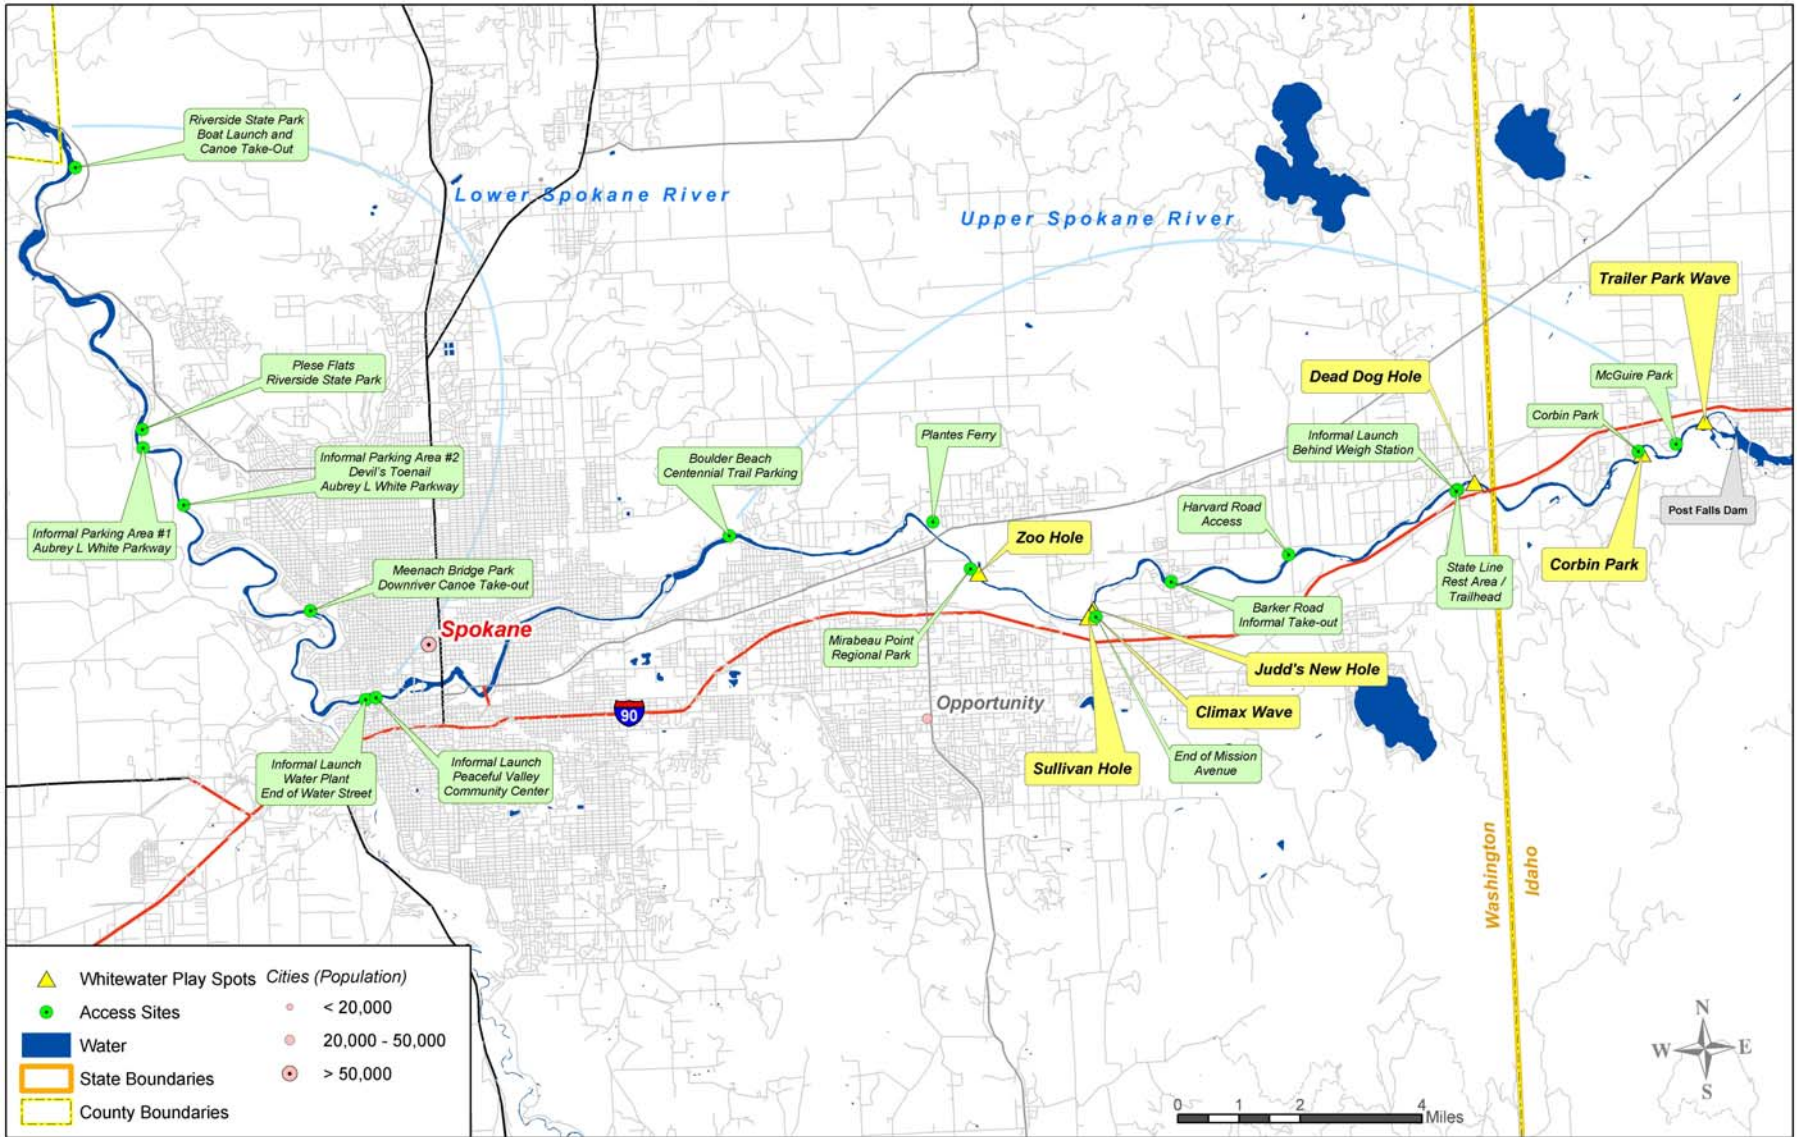 Riverside State Park
Boat Launch and
Canoe Take-Out
Lower Spokane River
Upper Spokane River
Trailer Park Wave
Plese Flats
Riverside State Park
Dead Dog Hole
McGuire Park
Corbin Park
Informal Launch
Behind Weigh Station
Plantes Ferry
Boulder Beach
Centennial Trail Parking
Informal Parking Area #2
Devil's Toenail
Aubrey L White Parkway
Informal Parking Area #1
Aubrey L White Parkway
Harvard Road
Access
Post Falls Dam
Zoo Hole
Corbin Park
State Line
Rest Area /
Trailhead
Meenach Bridge Park
Downriver Canoe Take-out
Barker Road
Informal Take-out
Spokane
Mirabeau Point
Regional Park
Judd's New Hole
Opportunity
Climax Wave
90
Informal Launch
Water Plant
End of Water Street
Informal Launch
Peaceful Valley
Community Center
Sullivan Hole
End of Mission
Avenue
Washington
Idaho
Whitewater Play Spots
Access Sites
Water
State Boundaries
County Boundaries
Cities (Population)
< 20,000
20,000 - 50,000
> 50,000
0 1 2 4
Miles
N
W E
S